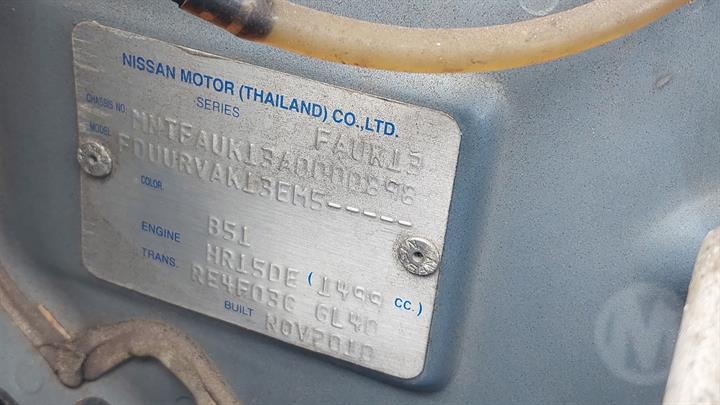 NISSAN MOTOR (THAILAND) CO.,LTD.
SERIES FAUK13
CHASSIS NO. MNTFAUK13A0000898
MODEL FDUURVAK13EMS-----
COLOR B51
ENGINE HR15DE (1499 CC.)
TRANS. RE4F03C GL40
BUILT NOV2010
M